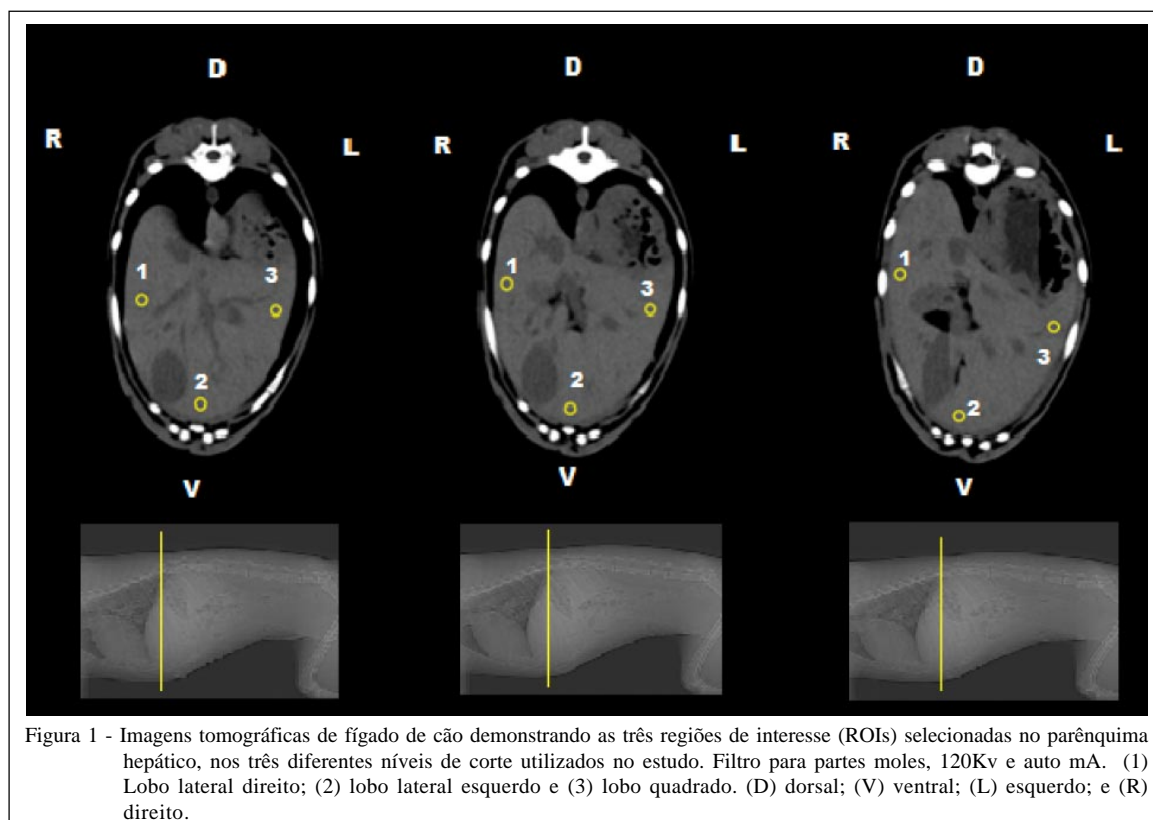 D
D
D
R
L
R
L
R
L
1
3
2
1
3
2
1
3
2
V
V
V
Figura 1 - Imagens tomográficas de fígado de cão demonstrando as três regiões de interesse (ROIs) selecionadas no parênquima
hepático, nos três diferentes níveis de corte utilizados no estudo. Filtro para partes moles, 120Kv e auto mA. (1)
Lobo lateral direito; (2) lobo lateral esquerdo e (3) lobo quadrado. (D) dorsal; (V) ventral; (L) esquerdo; e (R)
direito.